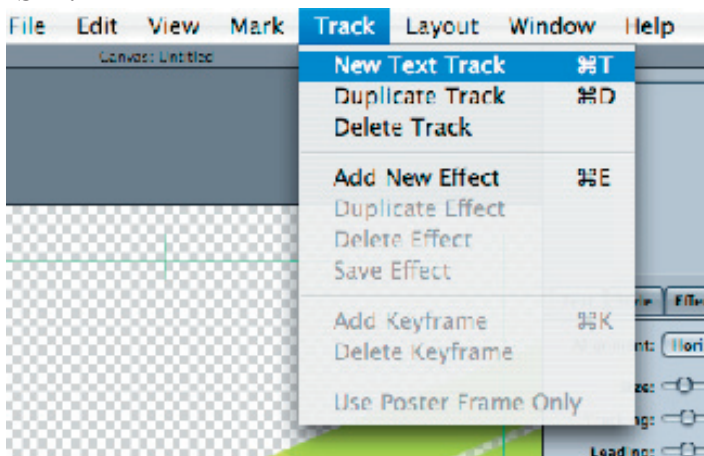 File Edit View Mark Track Layout Window Help
Canvas: Untitled
New Text Track ⌘T
Duplicate Track ⌘D
Delete Track
Add New Effect ⌘E
Duplicate Effect
Delete Effect
Save Effect
Add Keyframe ⌘K
Delete Keyframe
Use Poster Frame Only
Leading: